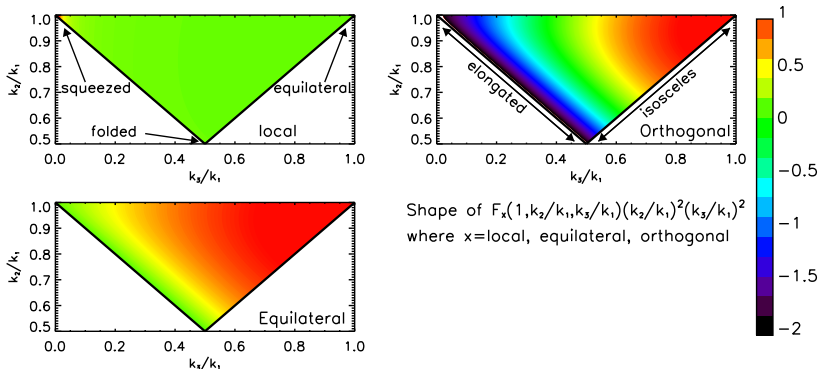 1.0
0.9
0.8
0.7
0.6
0.5
k₂/k₁
squeezed
equilateral
folded
local
0.0 0.2 0.4 0.6 0.8 1.0
k₃/k₁
1.0
0.9
0.8
0.7
0.6
0.5
k₂/k₁
elongated
isosceles
Orthogonal
0.0 0.2 0.4 0.6 0.8 1.0
k₃/k₁
1.0
0.9
0.8
0.7
0.6
0.5
k₂/k₁
Equilateral
0.0 0.2 0.4 0.6 0.8 1.0
k₃/k₁
Shape of Fₓ(1,k₂/k₁,k₃/k₁)(k₂/k₁)²(k₃/k₁)²
where x=local, equilateral, orthogonal
1
0.5
0
−0.5
−1
−1.5
−2